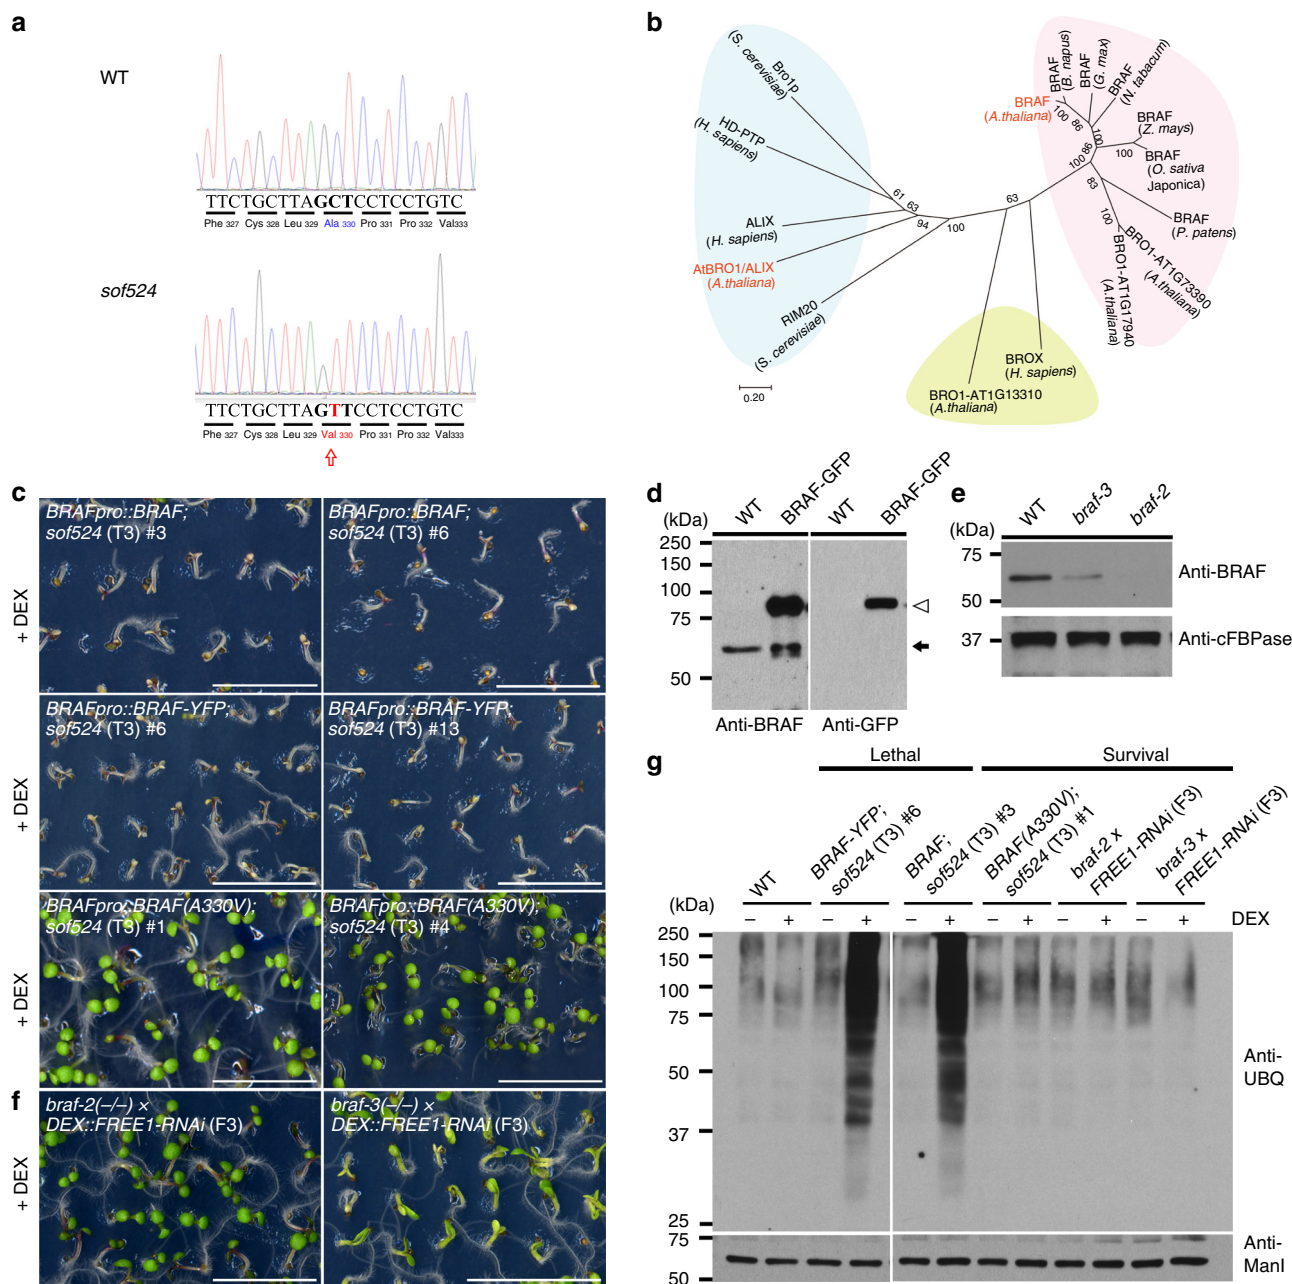 a
WT
TTCTGCTTAGCTCCTCCTGTC
Phe 327 Cys 328 Leu 329 Ala 330 Pro 331 Pro 332 Val333
sof524
TTCTGCTTAGTTCCTCCTGTC
Phe 327 Cys 328 Leu 329 Val 330 Pro 331 Pro 332 Val333
b
Bro1p
(S. cerevisiae)
HD-PTP
(H. sapiens)
ALIX
(H. sapiens)
AtBRO1/ALIX
(A.thaliana)
RIM20
(S. cerevisiae)
61
63
94
100
63
BRO1-AT1G13310
(A.thaliana)
BROX
(H. sapiens)
BRAF
(A.thaliana)
BRAF
(B. napus)
BRAF
(G. max)
BRAF
(N. tabacum)
BRAF
(Z. mays)
BRAF
(O. sativa
Japonica)
BRAF
(P. patens)
BRO1-AT1G73390
(A.thaliana)
BRO1-AT1G17940
(A.thaliana)
100
86
100
86
100
100
83
100
0.20
c
+ DEX
BRAFpro::BRAF;
sof524 (T3) #3
BRAFpro::BRAF;
sof524 (T3) #6
+ DEX
BRAFpro::BRAF-YFP;
sof524 (T3) #6
BRAFpro::BRAF-YFP;
sof524 (T3) #13
+ DEX
BRAFpro::BRAF(A330V);
sof524 (T3) #1
BRAFpro::BRAF(A330V);
sof524 (T3) #4
f
+ DEX
braf-2(–/–) ×
DEX::FREE1-RNAi (F3)
braf-3(–/–) ×
DEX::FREE1-RNAi (F3)
d
(kDa)
WT
BRAF-GFP
WT
BRAF-GFP
250
150
100
75
50
Anti-BRAF
Anti-GFP
e
(kDa)
WT
braf-3
braf-2
75
50
37
Anti-BRAF
Anti-cFBPase
g
Lethal
Survival
WT
BRAF-YFP;
sof524 (T3) #6
BRAF;
sof524 (T3) #3
BRAF(A330V);
sof524 (T3) #1
braf-2 x
FREE1-RNAi (F3)
braf-3 x
FREE1-RNAi (F3)
(kDa)
– + – + – + – + – + – + DEX
250
150
100
75
50
37
25
75
50
Anti-
UBQ
Anti-
ManI